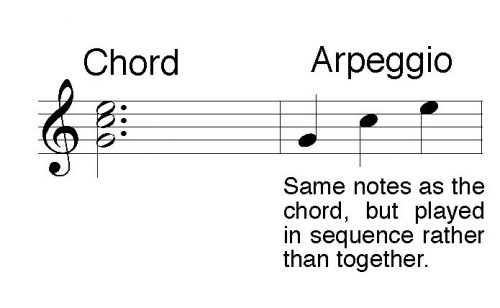 Chord
Arpeggio
Same notes as the
chord, but played
in sequence rather
than together.